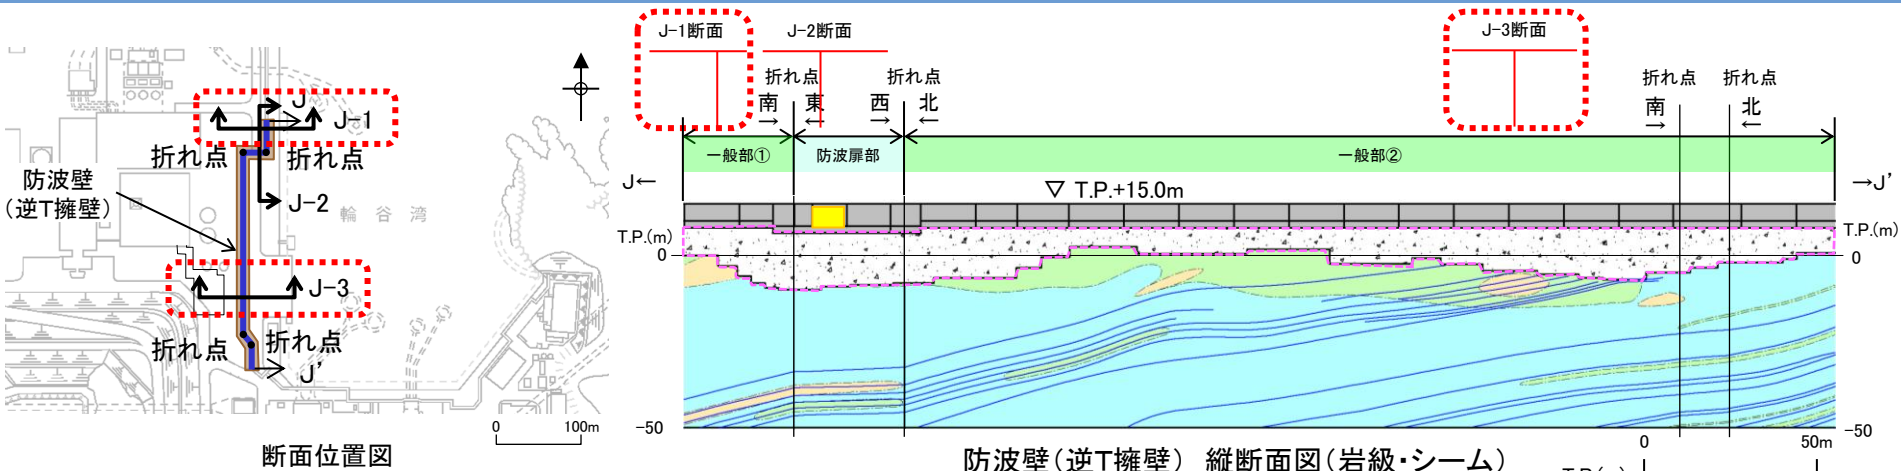 J
J-1
折れ点
折れ点
防波壁
（逆T擁壁）
J-2
輪谷湾
J-3
折れ点
折れ点
J'
0
100m
断面位置図
J-1断面
J-2断面
J-3断面
折れ点
折れ点
折れ点
折れ点
南→
東←
西→
北←
南→
北←
一般部①
防波扉部
一般部②
J←
▽ T.P.+15.0m
→J'
T.P.(m)
T.P.(m)
0
0
-50
-50
0
50m
防波壁（逆T擁壁） 縦断面図（岩級・シーム）